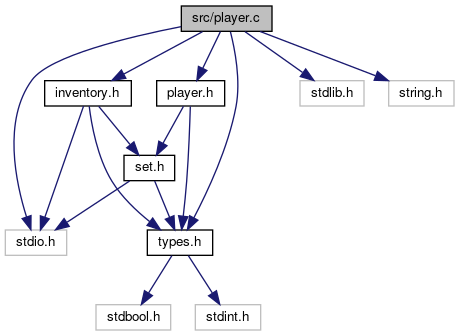 src/player.c
inventory.h
player.h
stdlib.h
string.h
set.h
stdio.h
types.h
stdbool.h
stdint.h